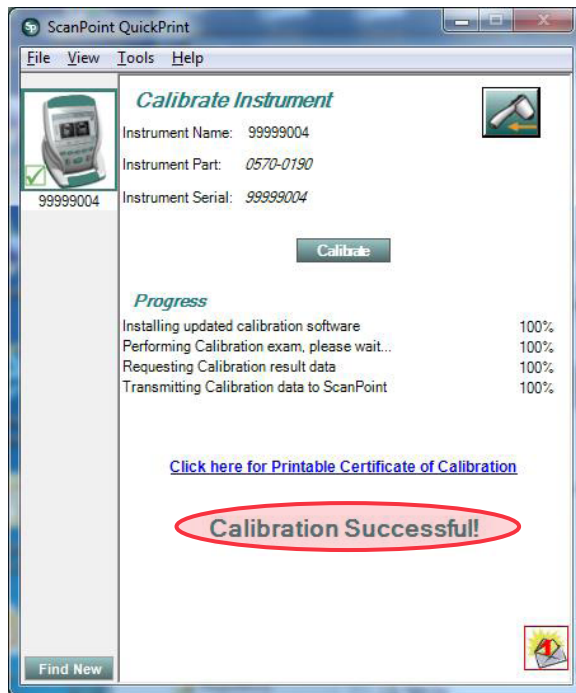 ScanPoint QuickPrint
File View Tools Help
Calibrate Instrument
Instrument Name: 99999004
Instrument Part: 0570-0190
99999004
Instrument Serial: 99999004
Calibrate
Progress
Installing updated calibration software 100%
Performing Calibration exam, please wait... 100%
Requesting Calibration result data 100%
Transmitting Calibration data to ScanPoint 100%
Click here for Printable Certificate of Calibration
Calibration Successful!
Find New